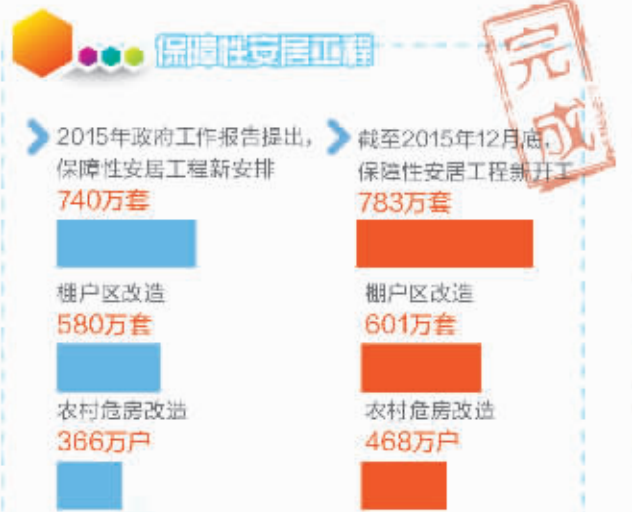 保障性安居工程
完成
2015年政府工作报告提出,
保障性安居工程新安排
740万套
棚户区改造
580万套
农村危房改造
366万户
截至2015年12月底,
保障性安居工程新开工
783万套
棚户区改造
601万套
农村危房改造
468万户